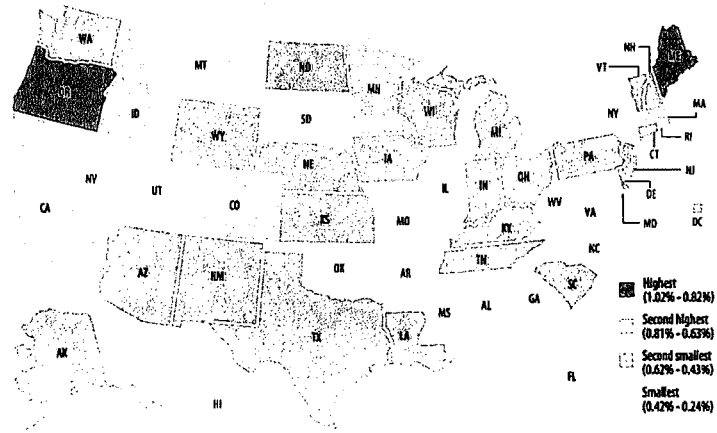 WA
MT
ND
MN
OR
ID
SD
WI
MI
WY
NE
IA
NV
UT
CO
CA
KS
MO
IL
IN
OH
PA
WV
VA
KY
TN
NC
SC
AZ
NM
OK
AR
TX
LA
MS
AL
GA
FL
AK
HI
NH
VT
ME
NY
MA
RI
CT
NJ
DE
MD
DC
Highest
(1.02% - 0.82%)
Second highest
(0.81% - 0.63%)
Second smallest
(0.62% - 0.43%)
Smallest
(0.42% - 0.24%)